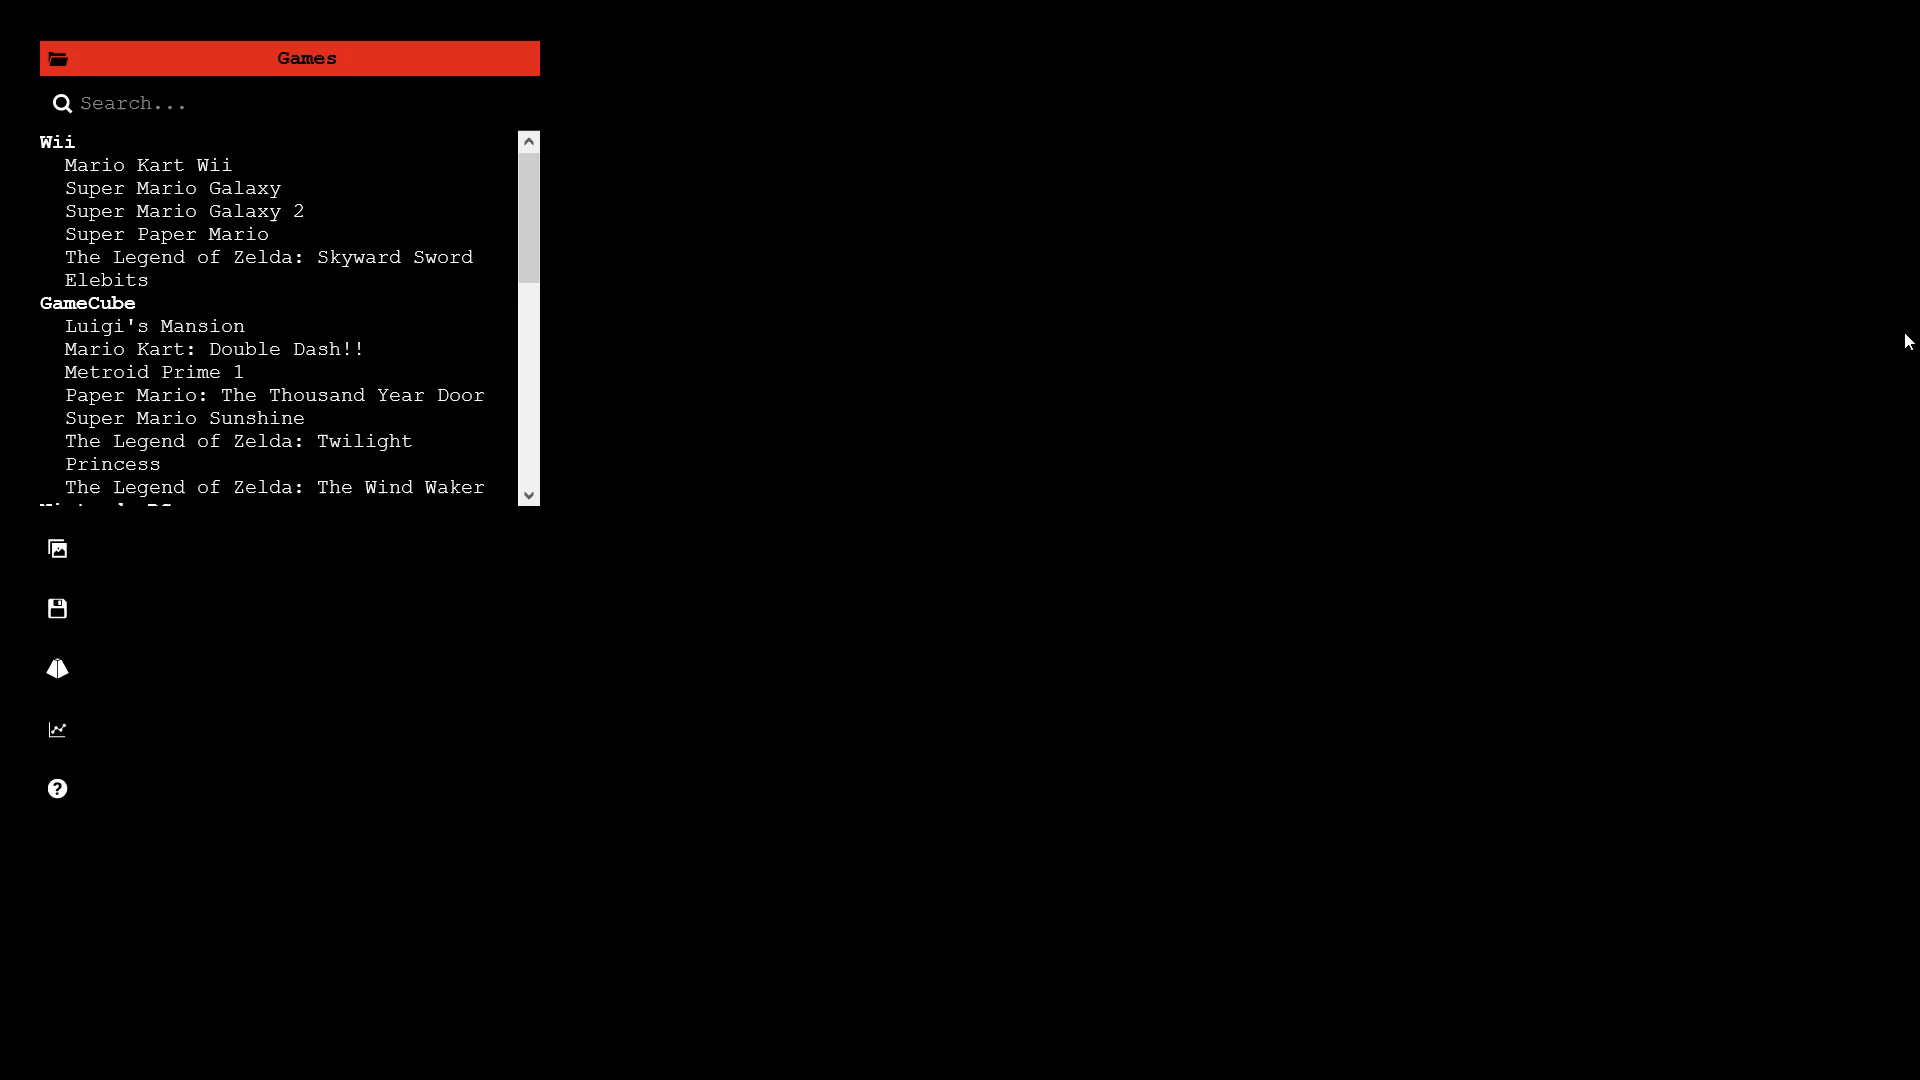 Games
Search...
Wii
Mario Kart Wii
Super Mario Galaxy
Super Mario Galaxy 2
Super Paper Mario
The Legend of Zelda: Skyward Sword
Elebits
GameCube
Luigi's Mansion
Mario Kart: Double Dash!!
Metroid Prime 1
Paper Mario: The Thousand Year Door
Super Mario Sunshine
The Legend of Zelda: Twilight
Princess
The Legend of Zelda: The Wind Waker